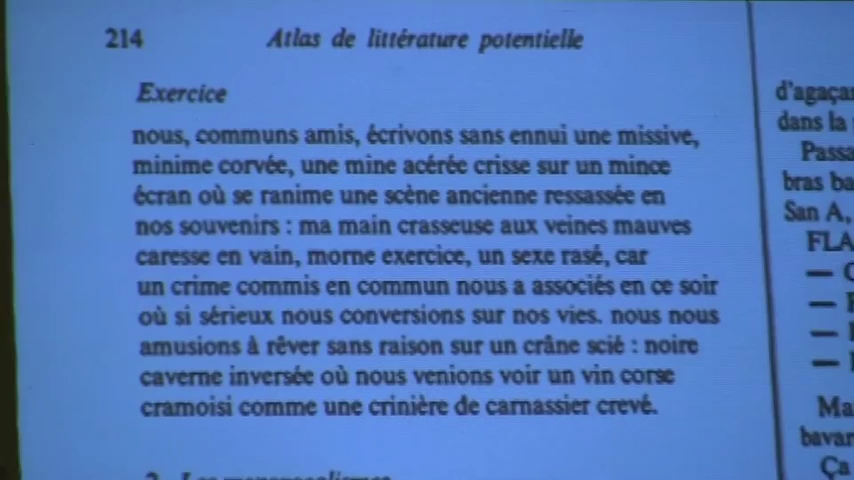 214 Atlas de littérature potentielle
Exercice
nous, communs amis, écrivons sans ennui une missive,
minime corvée, une mine acérée crisse sur un mince
écran où se ranime une scène ancienne ressassée en
nos souvenirs : ma main crasseuse aux veines mauves
caresse en vain, morne exercice, un sexe rasé, car
un crime commis en commun nous a associés en ce soir
où si sérieux nous conversions sur nos vies. nous nous
amusions à rêver sans raison sur un crâne scié : noire
caverne inversée où nous venions voir un vin corse
cramoisi comme une crinière de carnassier crevé.
dans la
bras ba
San A,
FLA
Ça